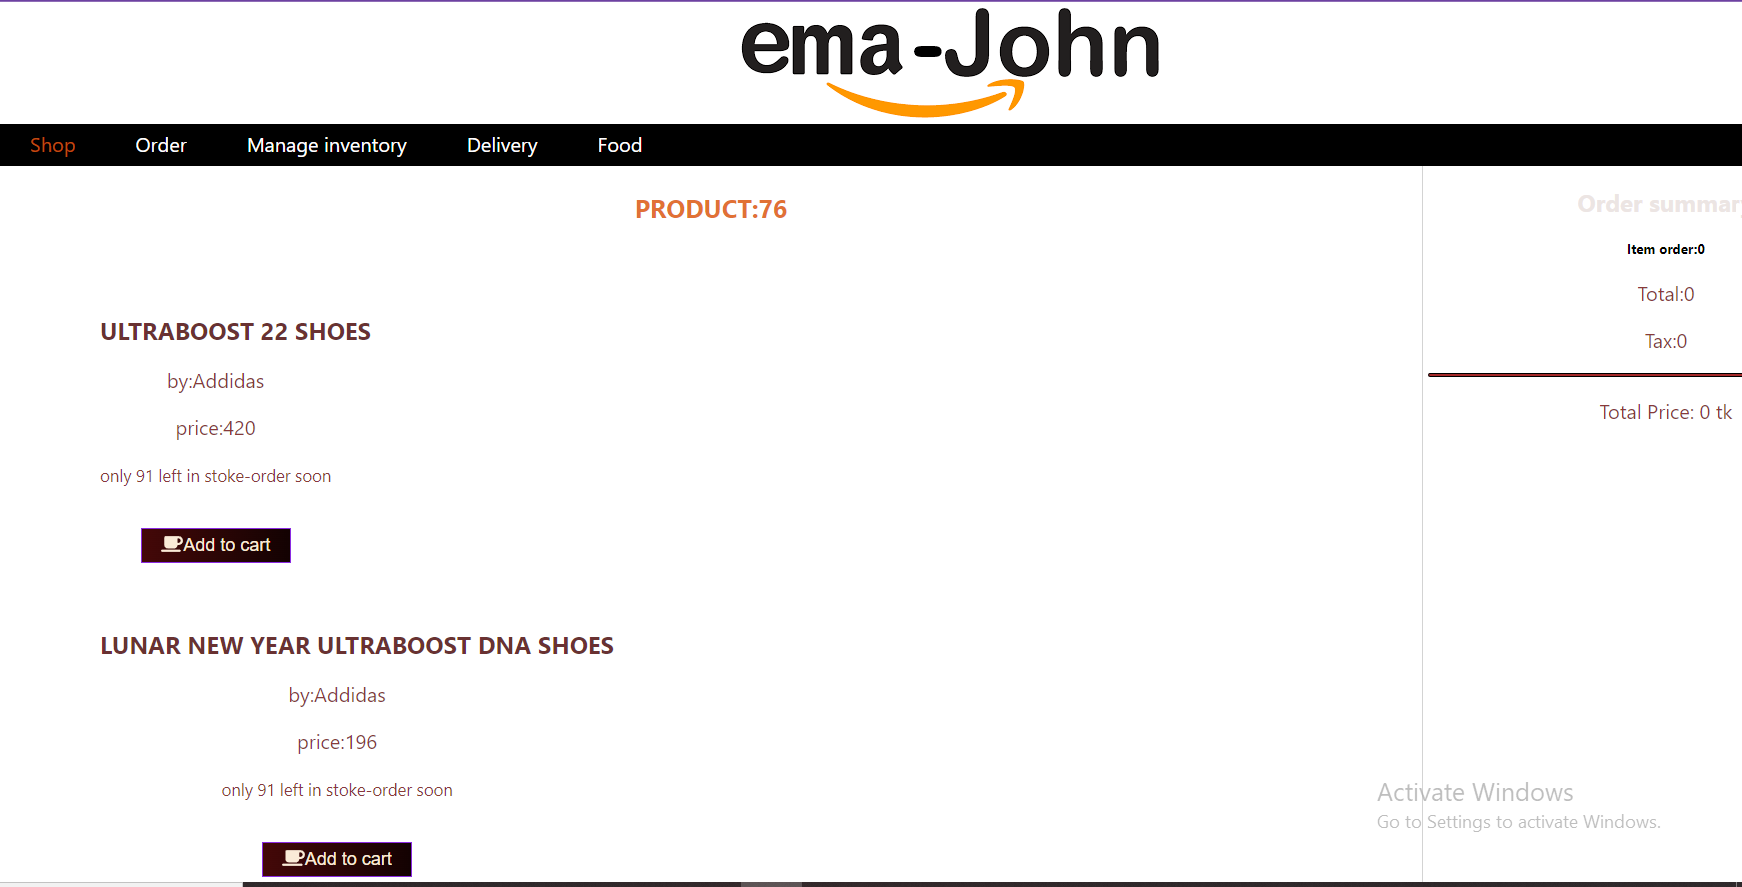 ema-John
Shop Order Manage inventory Delivery Food
PRODUCT:76
ULTRABOOST 22 SHOES
by:Addidas
price:420
only 91 left in stoke-order soon
Add to cart
LUNAR NEW YEAR ULTRABOOST DNA SHOES
by:Addidas
price:196
only 91 left in stoke-order soon
Add to cart
Order summary
Item order:0
Total:0
Tax:0
Total Price: 0 tk
Activate Windows
Go to Settings to activate Windows.